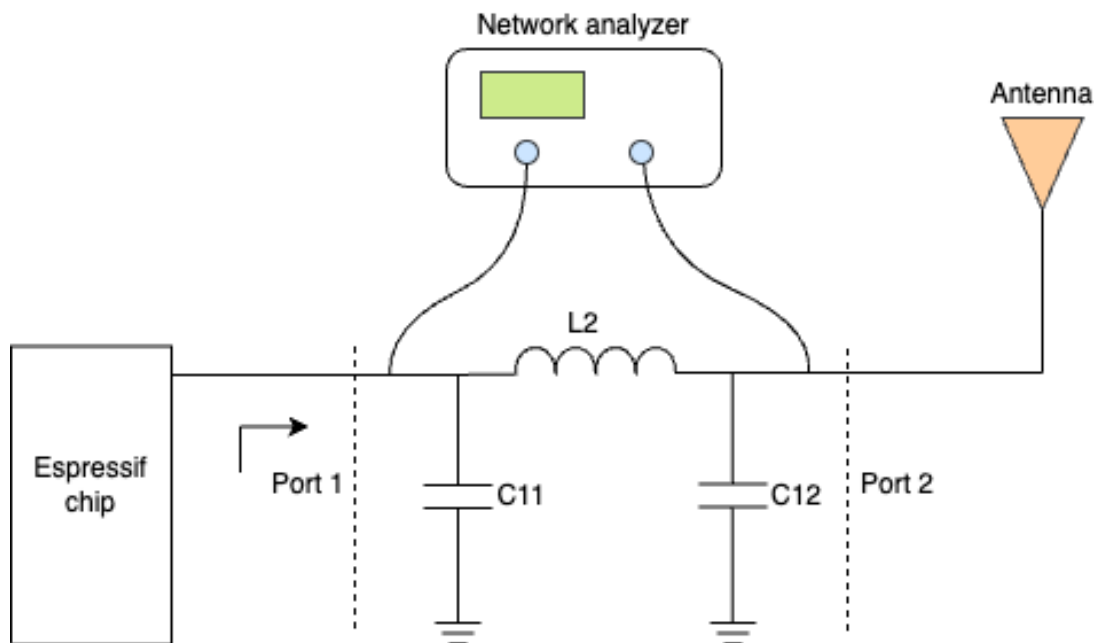 Network analyzer
Antenna
L2
Espressif
chip
Port 1
C11
C12
Port 2